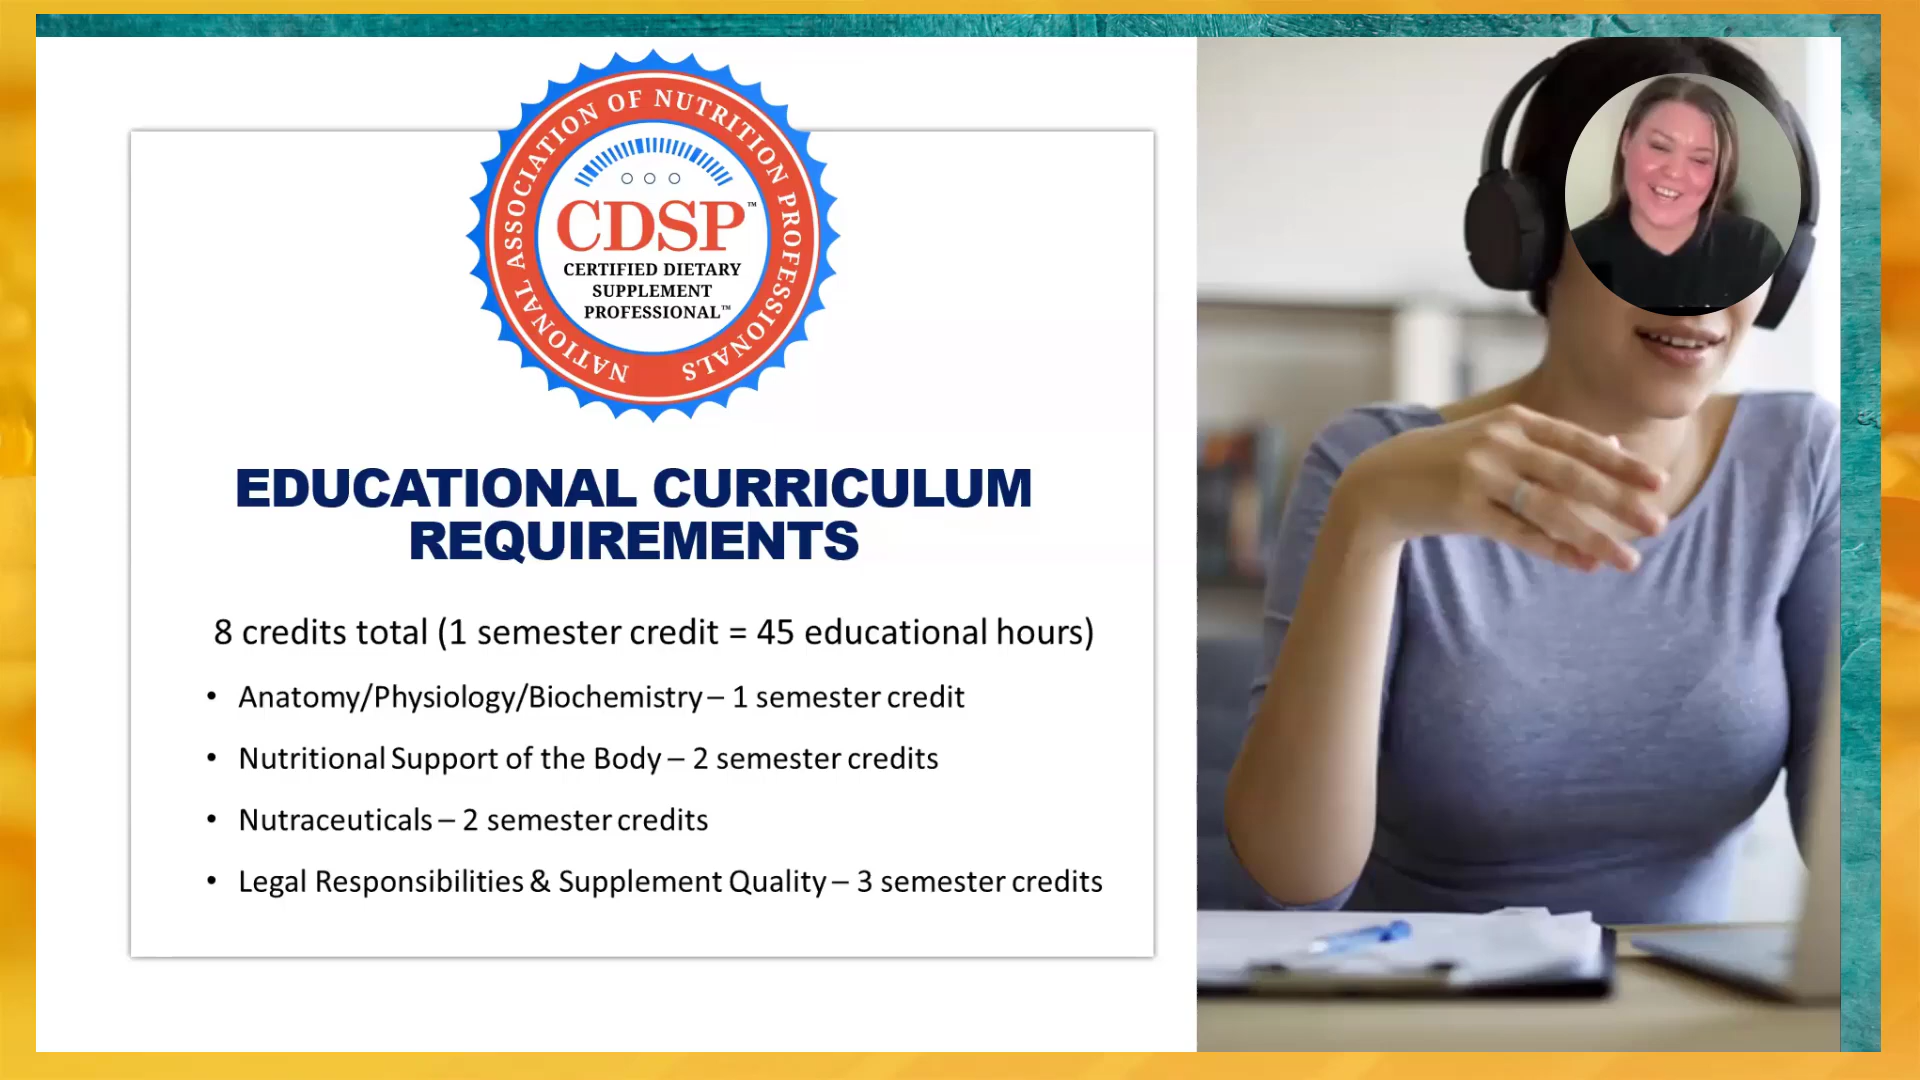 NATIONAL ASSOCIATION OF NUTRITION PROFESSIONALS
CDSP™
CERTIFIED DIETARY
SUPPLEMENT
PROFESSIONAL™
EDUCATIONAL CURRICULUM
REQUIREMENTS
8 credits total (1 semester credit = 45 educational hours)
• Anatomy/Physiology/Biochemistry – 1 semester credit
• Nutritional Support of the Body – 2 semester credits
• Nutraceuticals – 2 semester credits
• Legal Responsibilities & Supplement Quality – 3 semester credits